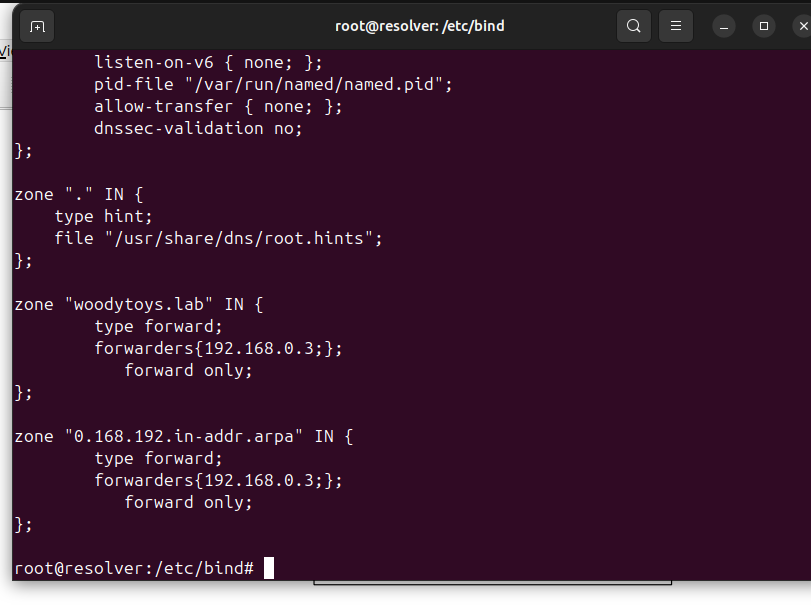 root@resolver: /etc/bind
Vi
listen-on-v6 { none; };
pid-file "/var/run/named/named.pid";
allow-transfer { none; };
dnssec-validation no;
};
zone "." IN {
type hint;
file "/usr/share/dns/root.hints";
};
zone "woodytoys.lab" IN {
type forward;
forwarders{192.168.0.3;};
forward only;
};
zone "0.168.192.in-addr.arpa" IN {
type forward;
forwarders{192.168.0.3;};
forward only;
};
root@resolver:/etc/bind#